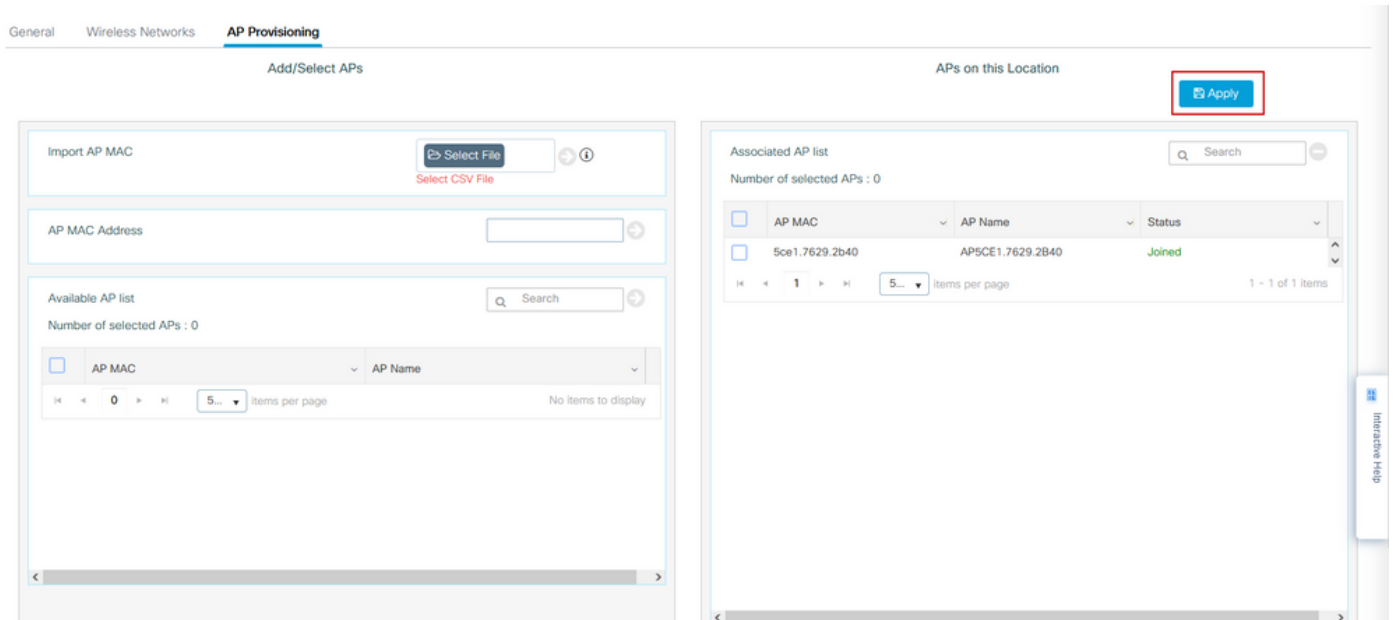 General Wireless Networks AP Provisioning
Add/Select APs
APs on this Location
Apply
Import AP MAC
Select File
Select CSV File
AP MAC Address
Available AP list
Search
Number of selected APs : 0
AP MAC AP Name
0 5... items per page No items to display
Associated AP list
Search
Number of selected APs : 0
AP MAC AP Name Status
5ce1.7629.2b40 AP5CE1.7629.2B40 Joined
1 5... items per page 1 - 1 of 1 items
Interactive Help